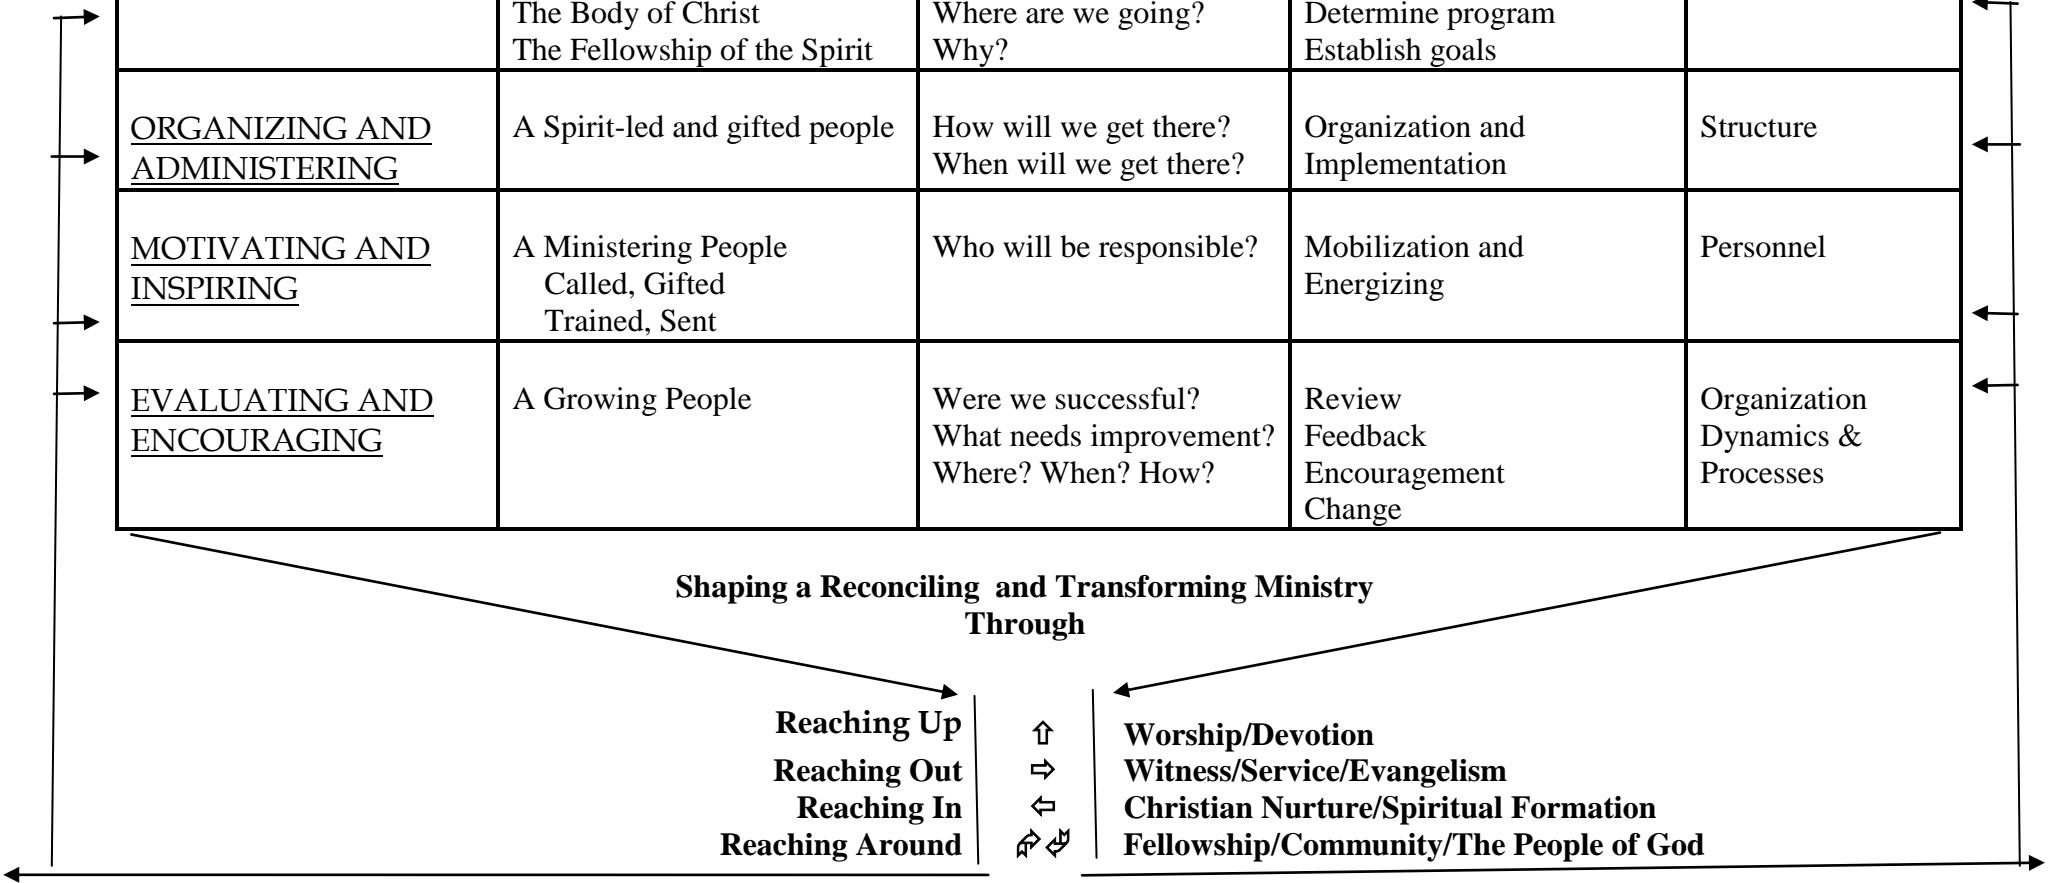 The Body of Christ
The Fellowship of the Spirit
Where are we going?
Why?
Determine program
Establish goals
ORGANIZING AND
ADMINISTERING
A Spirit-led and gifted people
How will we get there?
When will we get there?
Organization and
Implementation
Structure
MOTIVATING AND
INSPIRING
A Ministering People
Called, Gifted
Trained, Sent
Who will be responsible?
Mobilization and
Energizing
Personnel
EVALUATING AND
ENCOURAGING
A Growing People
Were we successful?
What needs improvement?
Where? When? How?
Review
Feedback
Encouragement
Change
Organization
Dynamics &
Processes
Shaping a Reconciling and Transforming Ministry
Through
Reaching Up ⇧ Worship/Devotion
Reaching Out ⇨ Witness/Service/Evangelism
Reaching In ⇦ Christian Nurture/Spiritual Formation
Reaching Around Fellowship/Community/The People of God